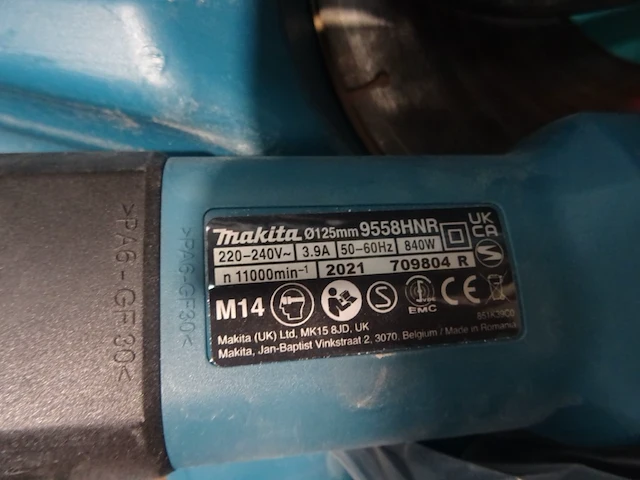 makita Ø125mm 9558HNR
220-240V~ 3.9A 50-60Hz 840W
n 11000min-1 2021 709804 R
UK
CA
M14
EMC
CE
Makita (UK) Ltd, MK15 8JD, UK
Makita, Jan-Baptist Vinkstraat 2, 3070, Belgium / Made in Romania
>PA6-GF30<
>PA6-GF30<